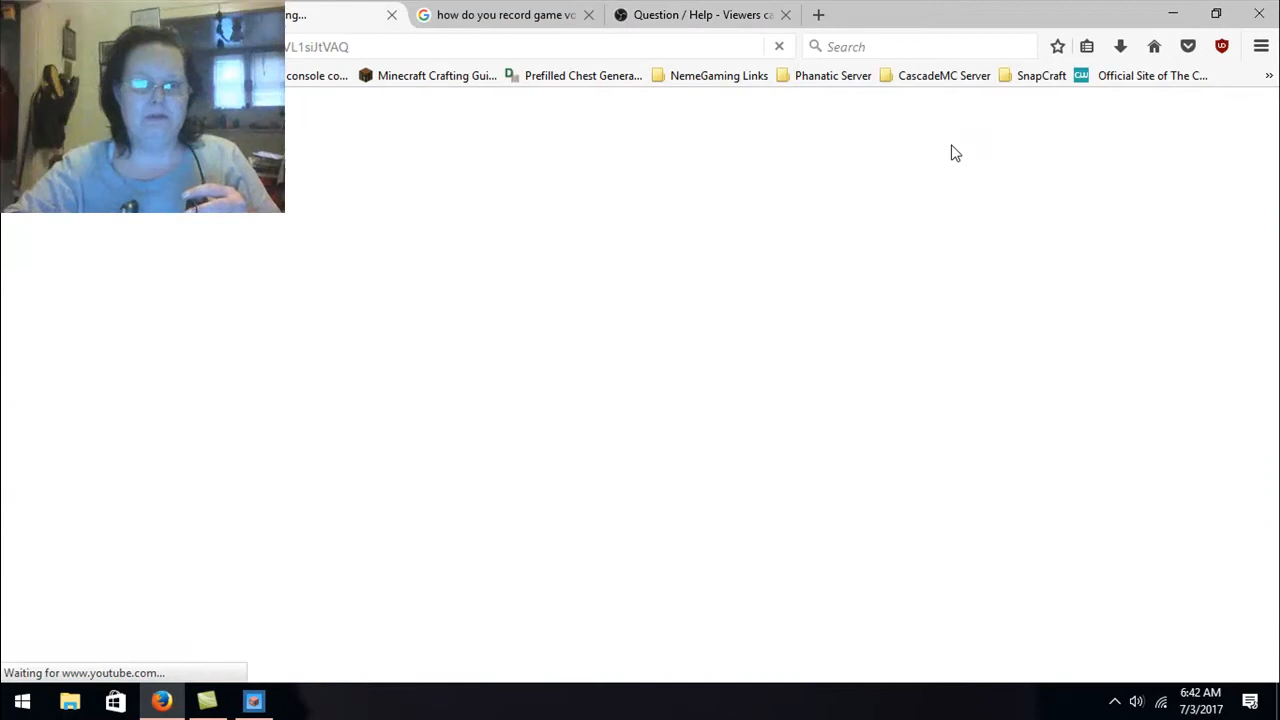 ng...
how do you record game vo
Question / Help - Viewers ca
VL1siJtVAQ
Search
console co...
Minecraft Crafting Gui...
Prefilled Chest Genera...
NemeGaming Links
Phanatic Server
CascadeMC Server
SnapCraft
CW
Official Site of The C...
Waiting for www.youtube.com...
6:42 AM
7/3/2017